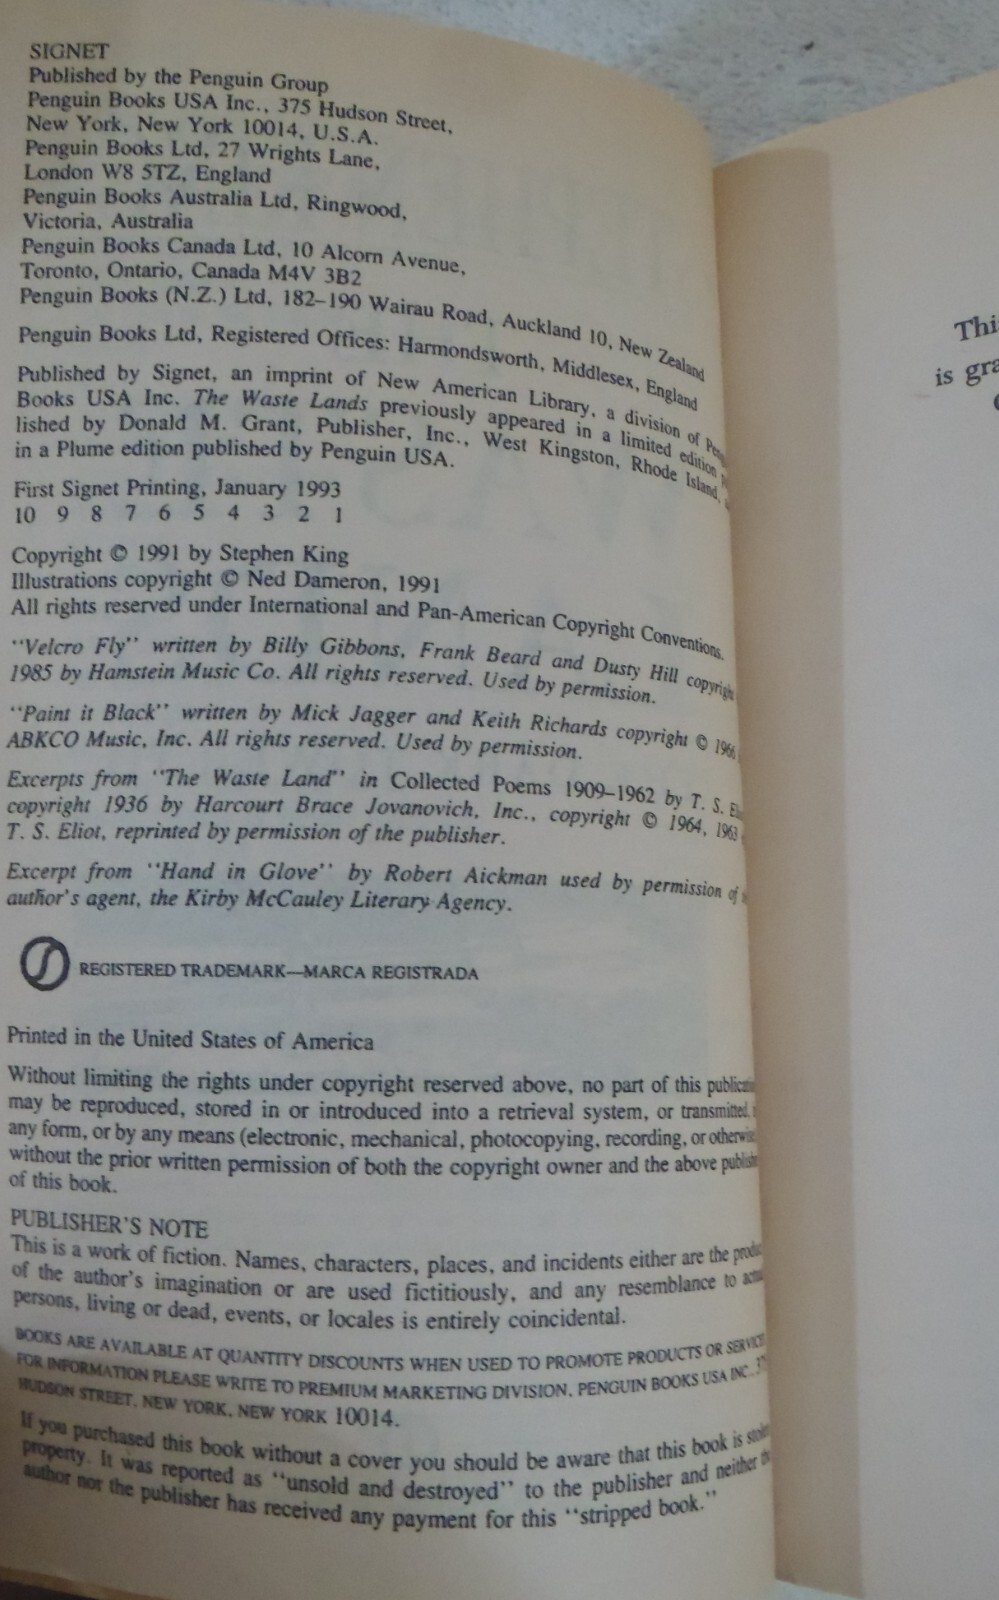 SIGNET
Published by the Penguin Group
Penguin Books USA Inc., 375 Hudson Street,
New York, New York 10014, U.S.A.
Penguin Books Ltd, 27 Wrights Lane,
London W8 5TZ, England
Penguin Books Australia Ltd, Ringwood,
Victoria, Australia
Penguin Books Canada Ltd, 10 Alcorn Avenue,
Toronto, Ontario, Canada M4V 3B2
Penguin Books (N.Z.) Ltd, 182–190 Wairau Road, Auckland 10, New Zealand
Penguin Books Ltd, Registered Offices: Harmondsworth, Middlesex, England
Published by Signet, an imprint of New American Library, a division of
Books USA Inc. The Waste Lands previously appeared in a limited edition
lished by Donald M. Grant, Publisher, Inc., West Kingston, Rhode Island,
in a Plume edition published by Penguin USA.
First Signet Printing, January 1993
10 9 8 7 6 5 4 3 2 1
Copyright © 1991 by Stephen King
Illustrations copyright © Ned Dameron, 1991
All rights reserved under International and Pan-American Copyright Conventions.
"Velcro Fly" written by Billy Gibbons, Frank Beard and Dusty Hill copyright
1985 by Hamstein Music Co. All rights reserved. Used by permission.
"Paint it Black" written by Mick Jagger and Keith Richards copyright © 1966
ABKCO Music, Inc. All rights reserved. Used by permission.
Excerpts from "The Waste Land" in Collected Poems 1909–1962 by T. S.
copyright 1936 by Harcourt Brace Jovanovich, Inc., copyright © 1964, 1963
T. S. Eliot, reprinted by permission of the publisher.
Excerpt from "Hand in Glove" by Robert Aickman used by permission of
author's agent, the Kirby McCauley Literary Agency.
REGISTERED TRADEMARK—MARCA REGISTRADA
Printed in the United States of America
Without limiting the rights under copyright reserved above, no part of this
may be reproduced, stored in or introduced into a retrieval system, or transmitted,
any form, or by any means (electronic, mechanical, photocopying, recording, or
without the prior written permission of both the copyright owner and the above
of this book.
PUBLISHER'S NOTE
This is a work of fiction. Names, characters, places, and incidents either are the
of the author's imagination or are used fictitiously, and any resemblance to
persons, living or dead, events, or locales is entirely coincidental.
BOOKS ARE AVAILABLE AT QUANTITY DISCOUNTS WHEN USED TO PROMOTE PRODUCTS OR
FOR INFORMATION PLEASE WRITE TO PREMIUM MARKETING DIVISION, PENGUIN BOOKS USA INC.,
HUDSON STREET, NEW YORK, NEW YORK 10014.
If you purchased this book without a cover you should be aware that this book is
property. It was reported as "unsold and destroyed" to the publisher and neither
author nor the publisher has received any payment for this "stripped book."
is